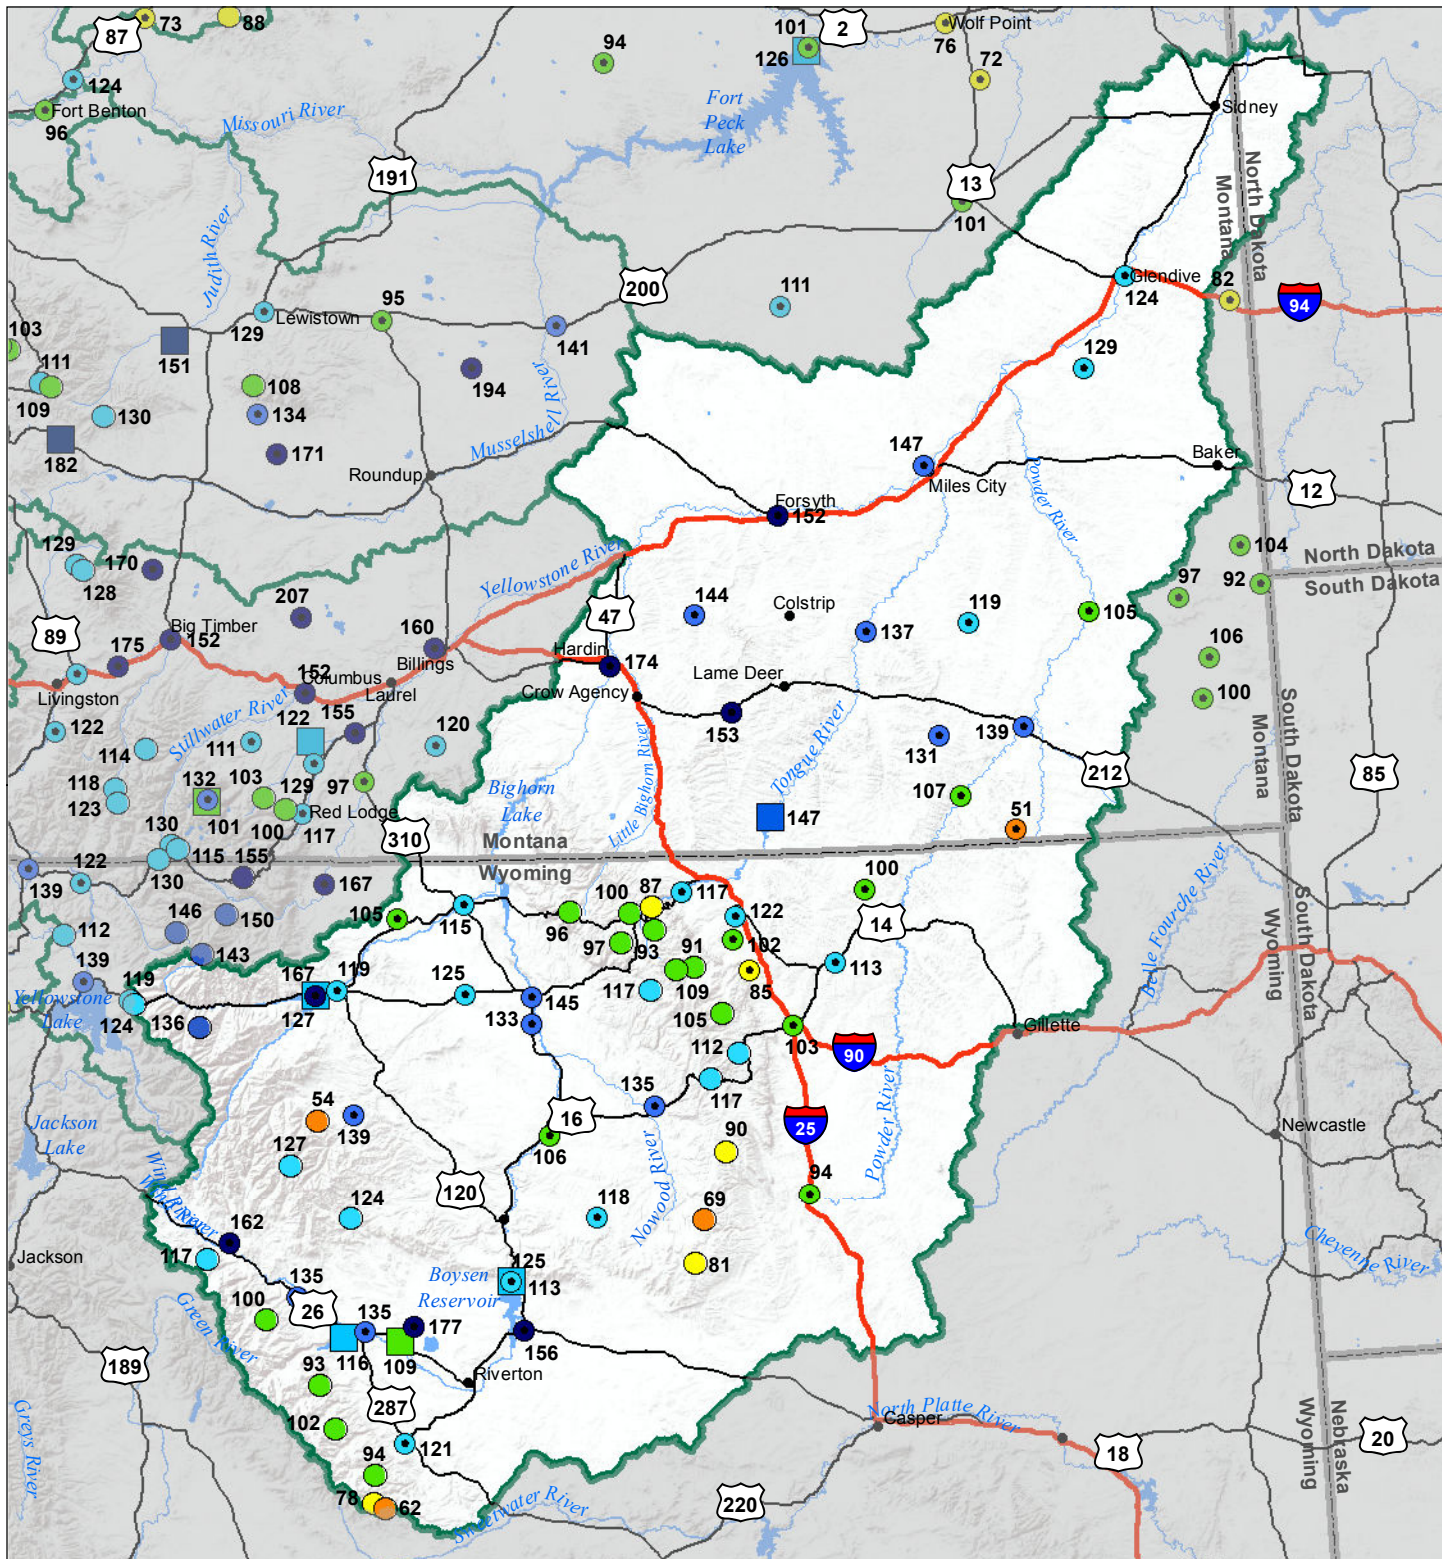 87
73
88
94
101
126
2
76
Wolf Point
72
124
Fort Benton
96
Missouri River
Fort
Peck
Lake
Sidney
191
13
101
North Dakota
Montana
Judith River
200
111
Glendive
124
82
94
103
111
109
151
129
Lewistown
95
141
194
129
108
130
134
171
182
Musselshell River
Roundup
147
Miles City
Baker
12
Forsyth
152
Powder River
129
128
170
207
Yellowstone River
104
North Dakota
South Dakota
97
92
89
Big Timber
152
175
Livingston
160
Billings
47
144
Colstrip
137
119
105
106
100
Hardin
174
Lame Deer
Crow Agency
153
152
Columbus
Laurel
Stillwater River
122
155
122
114
111
120
131
139
212
South Dakota
Montana
85
118
123
132
101
103
100
129
97
Red Lodge
117
Bighorn
Lake
Little Bighorn River
Tongue River
147
107
51
310
Montana
Wyoming
130
115
130
155
167
139
122
146
150
143
112
139
105
115
96
100
87
117
97
93
122
102
100
14
Belle Fourche River
South Dakota
Wyoming
Yellowstone
Lake
119
124
136
167
127
119
125
145
133
91
109
117
105
85
113
103
90
Gillette
112
117
135
54
139
127
124
Jackson
Lake
16
106
25
90
Powder River
Newcastle
Wind River
120
118
Nowood River
69
94
81
162
117
Jackson
Cheyenne River
135
100
26
Green River
Boysen
Reservoir
125
113
135
116
109
177
156
Riverton
189
93
102
287
121
94
78
62
Greys River
Sweetwater River
220
Casper
North Platte River
18
Nebraska
Wyoming
20